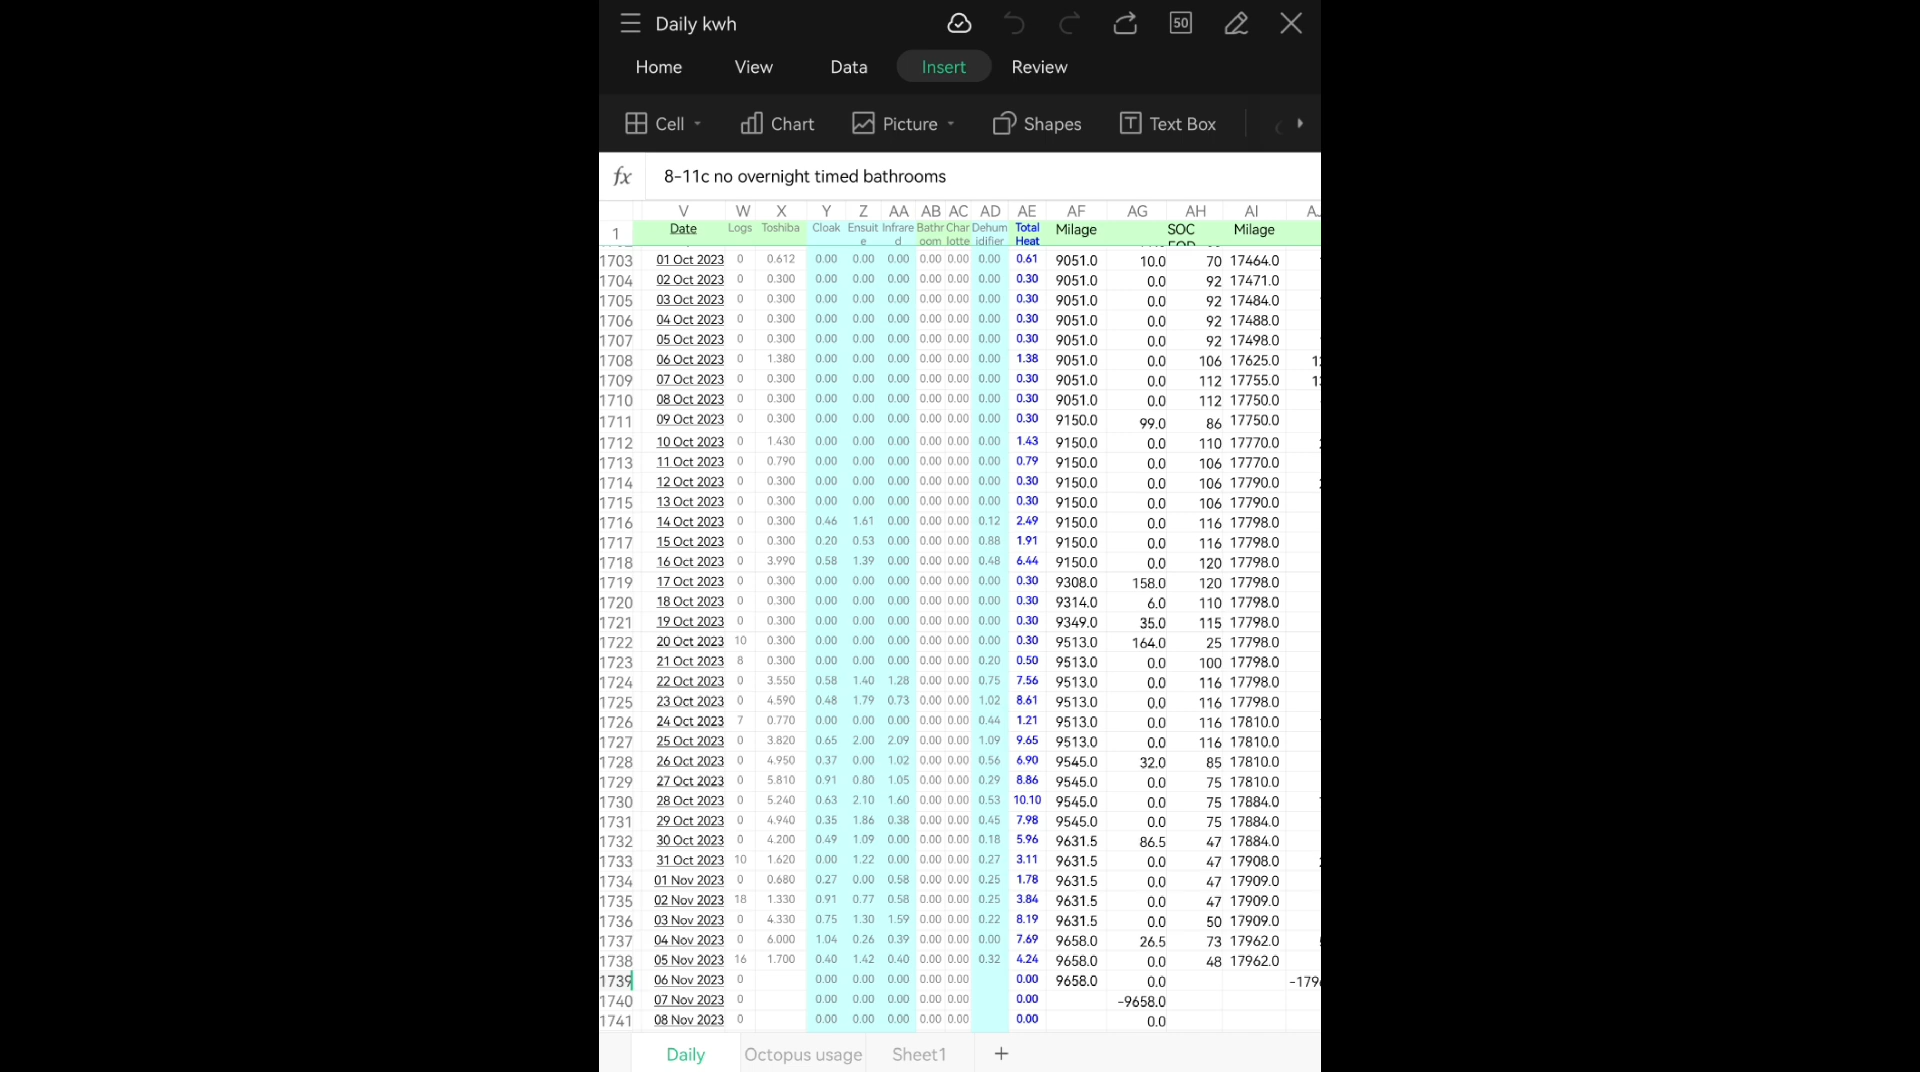 Daily kwh
50
Home View Data Insert Review
Cell Chart Picture Shapes Text Box
fx 8-11c no overnight timed bathrooms
V W X Y Z AA AB AC AD AE AF AG AH AI
1 Date Logs Toshiba Cloak Ensuit Infrare Bathr Char Dehum Total Milage SOC Milage
e d oom lotte idifier Heat EOD
1703 01 Oct 2023 0 0.612 0.00 0.00 0.00 0.00 0.00 0.00 0.61 9051.0 10.0 70 17464.0
1704 02 Oct 2023 0 0.300 0.00 0.00 0.00 0.00 0.00 0.00 0.30 9051.0 0.0 92 17471.0
1705 03 Oct 2023 0 0.300 0.00 0.00 0.00 0.00 0.00 0.00 0.30 9051.0 0.0 92 17484.0
1706 04 Oct 2023 0 0.300 0.00 0.00 0.00 0.00 0.00 0.00 0.30 9051.0 0.0 92 17488.0
1707 05 Oct 2023 0 0.300 0.00 0.00 0.00 0.00 0.00 0.00 0.30 9051.0 0.0 92 17498.0
1708 06 Oct 2023 0 1.380 0.00 0.00 0.00 0.00 0.00 0.00 1.38 9051.0 0.0 106 17625.0
1709 07 Oct 2023 0 0.300 0.00 0.00 0.00 0.00 0.00 0.00 0.30 9051.0 0.0 112 17755.0
1710 08 Oct 2023 0 0.300 0.00 0.00 0.00 0.00 0.00 0.00 0.30 9051.0 0.0 112 17750.0
1711 09 Oct 2023 0 0.300 0.00 0.00 0.00 0.00 0.00 0.00 0.30 9150.0 99.0 86 17750.0
1712 10 Oct 2023 0 1.430 0.00 0.00 0.00 0.00 0.00 0.00 1.43 9150.0 0.0 110 17770.0
1713 11 Oct 2023 0 0.790 0.00 0.00 0.00 0.00 0.00 0.00 0.79 9150.0 0.0 106 17770.0
1714 12 Oct 2023 0 0.300 0.00 0.00 0.00 0.00 0.00 0.00 0.30 9150.0 0.0 106 17790.0
1715 13 Oct 2023 0 0.300 0.00 0.00 0.00 0.00 0.00 0.00 0.30 9150.0 0.0 106 17790.0
1716 14 Oct 2023 0 0.300 0.46 1.61 0.00 0.00 0.00 0.12 2.49 9150.0 0.0 116 17798.0
1717 15 Oct 2023 0 0.300 0.20 0.53 0.00 0.00 0.00 0.88 1.91 9150.0 0.0 116 17798.0
1718 16 Oct 2023 0 3.990 0.58 1.39 0.00 0.00 0.00 0.48 6.44 9150.0 0.0 120 17798.0
1719 17 Oct 2023 0 0.300 0.00 0.00 0.00 0.00 0.00 0.00 0.30 9308.0 158.0 120 17798.0
1720 18 Oct 2023 0 0.300 0.00 0.00 0.00 0.00 0.00 0.00 0.30 9314.0 6.0 110 17798.0
1721 19 Oct 2023 0 0.300 0.00 0.00 0.00 0.00 0.00 0.00 0.30 9349.0 35.0 115 17798.0
1722 20 Oct 2023 10 0.300 0.00 0.00 0.00 0.00 0.00 0.00 0.30 9513.0 164.0 25 17798.0
1723 21 Oct 2023 8 0.300 0.00 0.00 0.00 0.00 0.00 0.20 0.50 9513.0 0.0 100 17798.0
1724 22 Oct 2023 0 3.550 0.58 1.40 1.28 0.00 0.00 0.75 7.56 9513.0 0.0 116 17798.0
1725 23 Oct 2023 0 4.590 0.48 1.79 0.73 0.00 0.00 1.02 8.61 9513.0 0.0 116 17798.0
1726 24 Oct 2023 7 0.770 0.00 0.00 0.00 0.00 0.00 0.44 1.21 9513.0 0.0 116 17810.0
1727 25 Oct 2023 0 3.820 0.65 2.00 2.09 0.00 0.00 1.09 9.65 9513.0 0.0 116 17810.0
1728 26 Oct 2023 0 4.950 0.37 0.00 1.02 0.00 0.00 0.56 6.90 9545.0 32.0 85 17810.0
1729 27 Oct 2023 0 5.810 0.91 0.80 1.05 0.00 0.00 0.29 8.86 9545.0 0.0 75 17810.0
1730 28 Oct 2023 0 5.240 0.63 2.10 1.60 0.00 0.00 0.53 10.10 9545.0 0.0 75 17884.0
1731 29 Oct 2023 0 4.940 0.35 1.86 0.38 0.00 0.00 0.45 7.98 9545.0 0.0 75 17884.0
1732 30 Oct 2023 0 4.200 0.49 1.09 0.00 0.00 0.00 0.18 5.96 9631.5 86.5 47 17884.0
1733 31 Oct 2023 10 1.620 0.00 1.22 0.00 0.00 0.00 0.27 3.11 9631.5 0.0 47 17908.0
1734 01 Nov 2023 0 0.680 0.27 0.00 0.58 0.00 0.00 0.25 1.78 9631.5 0.0 47 17909.0
1735 02 Nov 2023 18 1.330 0.91 0.77 0.58 0.00 0.00 0.25 3.84 9631.5 0.0 47 17909.0
1736 03 Nov 2023 0 4.330 0.75 1.30 1.59 0.00 0.00 0.22 8.19 9631.5 0.0 50 17909.0
1737 04 Nov 2023 0 6.000 1.04 0.26 0.39 0.00 0.00 0.00 7.69 9658.0 26.5 73 17962.0
1738 05 Nov 2023 16 1.700 0.40 1.42 0.40 0.00 0.00 0.32 4.24 9658.0 0.0 48 17962.0
1739 06 Nov 2023 0 0.00 0.00 0.00 0.00 0.00 0.00 9658.0 0.0 -179
1740 07 Nov 2023 0 0.00 0.00 0.00 0.00 0.00 0.00 -9658.0
1741 08 Nov 2023 0 0.00 0.00 0.00 0.00 0.00 0.00 0.0
Daily Octopus usage Sheet1 +